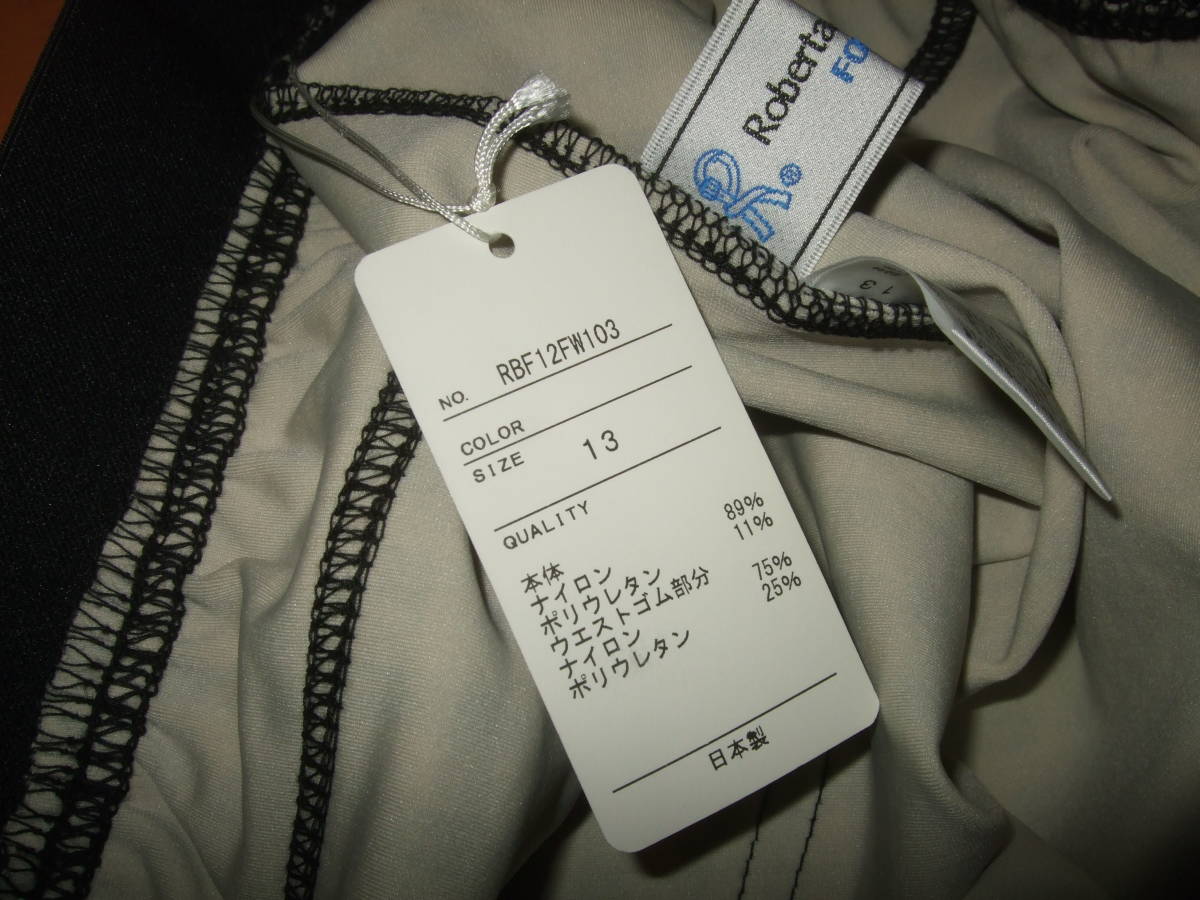 Roberta
FO
R®
NO. RBF12FW103
COLOR
SIZE 13
QUALITY
本体
ナイロン 89%
ポリウレタン 11%
ウエストゴム部分
ナイロン 75%
ポリウレタン 25%
日本製
13